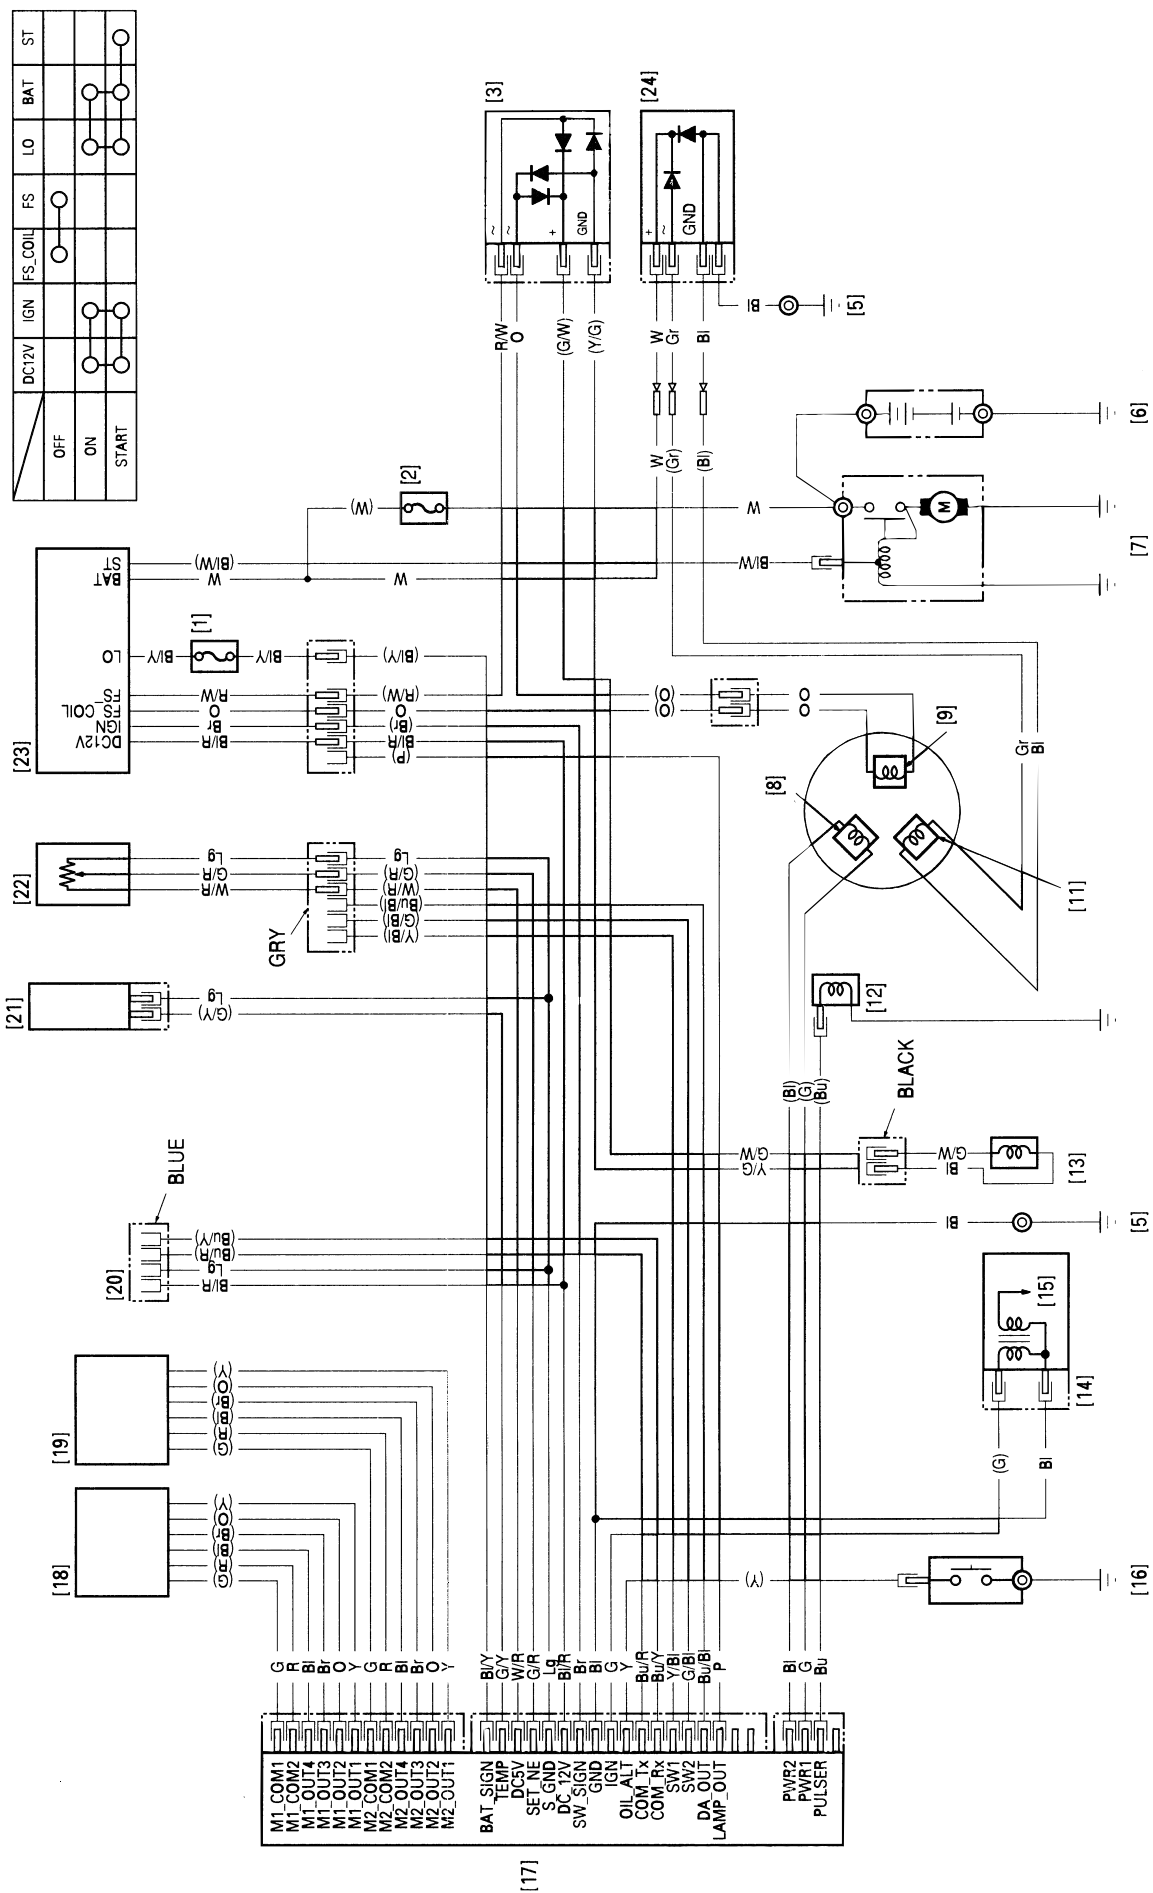 ST
BAT
LO
FS
FS_COIL
IGN
DC12V
OFF
ON
START
[3]
~
~
+
GND
[24]
+
~
GND
R/W
O
(G/W)
(Y/G)
W
Gr
Bl
Bl
[5]
W
(Gr)
(Bl)
[6]
[2]
(W)
W
[7]
Bl/W
[23]
ST
BAT
LO
FS_
FS_COIL
IGN
DC12V
(Bl/W)
W
W
[1]
Bl/Y
Bl/Y
(Bl/Y)
R/W
(R/W)
O
O
Br
(Br)
Bl/R
Bl/R
(P)
(O)
(O)
O
O
[9]
[8]
[11]
Gr
Bl
[22]
Lg
G/R
W/R
Lg
(G/R)
(W/R)
(Bu/Bl)
(G/Bl)
(Y/Bl)
GRY
[21]
Lg
(G/Y)
[12]
(Bl)
(G)
(Bu)
BLACK
G/W
Y/G
G/W
Bl
[13]
BLUE
[20]
(Bu/Y)
(Bu/R)
Lg
Bl/R
Bl
[5]
[15]
[14]
(G)
Bl
[19]
(Y)
(O)
(Br)
(Bl)
(R)
(G)
[18]
(Y)
(O)
(Br)
(Bl)
(R)
(G)
(Y)
[16]
M
G
R
Bl
Br
O
Y
G
R
Bl
Br
O
Y
Bl/Y
G/Y
W/R
G/R
Lg
Bl/R
Br
Bl
G
Y
Bu/R
Bu/Y
Y/Bl
G/Bl
Bu/Bl
P
Bl
G
Bu
M1_COM1
M1_COM2
M1_OUT4
M1_OUT3
M1_OUT2
M1_OUT1
M2_COM1
M2_COM2
M2_OUT4
M2_OUT3
M2_OUT2
M2_OUT1
BAT_SIGN
TEMP
DC5V
SET_NE
S_GND
DC_12V
SW_SIGN
GND
IGN
OIL_ALT
COM_Tx
COM_Rx
SW1
SW2
DA_OUT
LAMP_OUT
PWR2
PWR1
PULSER
[17]